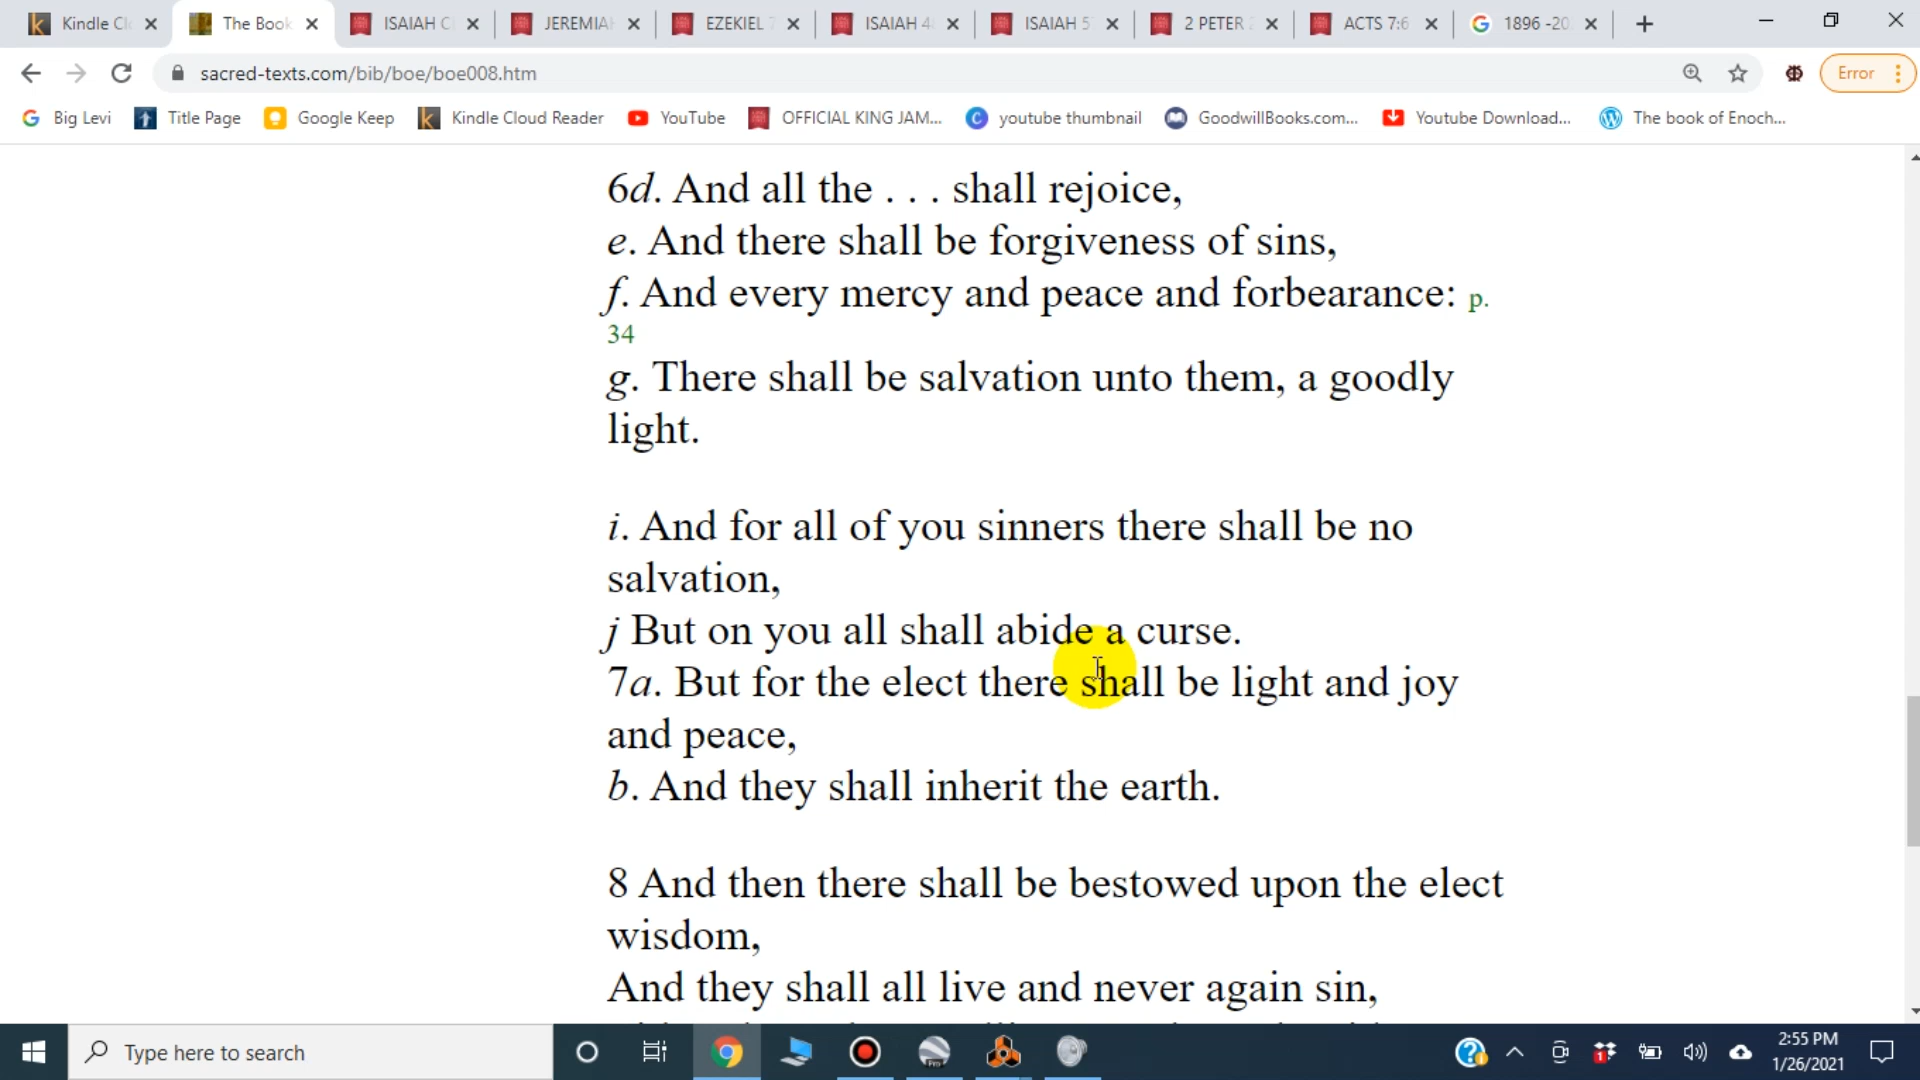 Kindle Cl
The Book
ISAIAH C
JEREMIAH
EZEKIEL 7
ISAIAH 4
ISAIAH 5
2 PETER 2
ACTS 7:6
1896 -20
sacred-texts.com/bib/boe/boe008.htm
Error
Big Levi
Title Page
Google Keep
Kindle Cloud Reader
YouTube
OFFICIAL KING JAM...
youtube thumbnail
GoodwillBooks.com...
Youtube Download...
The book of Enoch...
6d. And all the . . . shall rejoice,
e. And there shall be forgiveness of sins,
f. And every mercy and peace and forbearance: p.
34
g. There shall be salvation unto them, a goodly
light.
i. And for all of you sinners there shall be no
salvation,
j But on you all shall abide a curse.
7a. But for the elect there shall be light and joy
and peace,
b. And they shall inherit the earth.
8 And then there shall be bestowed upon the elect
wisdom,
And they shall all live and never again sin,
Type here to search
2:55 PM
1/26/2021